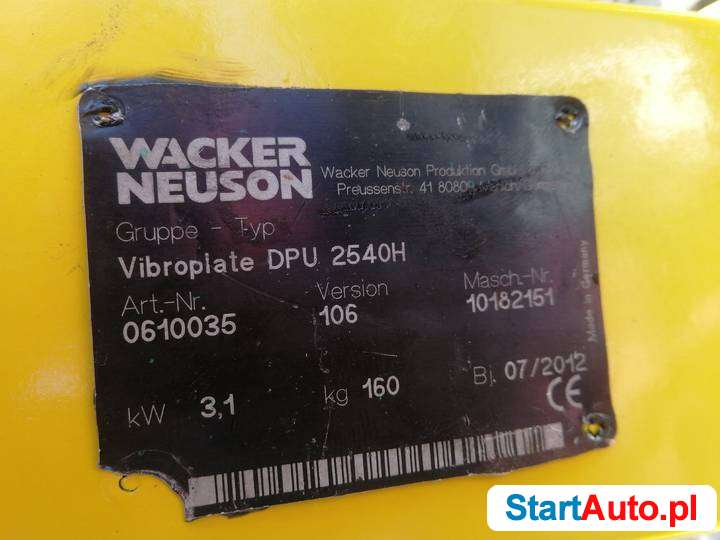 WACKER
NEUSON
Wacker Neuson Produktion
Preussenstr. 41 80809
Gruppe - Typ
Vibroplate DPU 2540H
Art.-Nr. Version Masch.-Nr.
0610035 106 10182151
kW 3,1 kg 160 Bj. 07/2012
CE
Made in Germany
StartAuto.pl